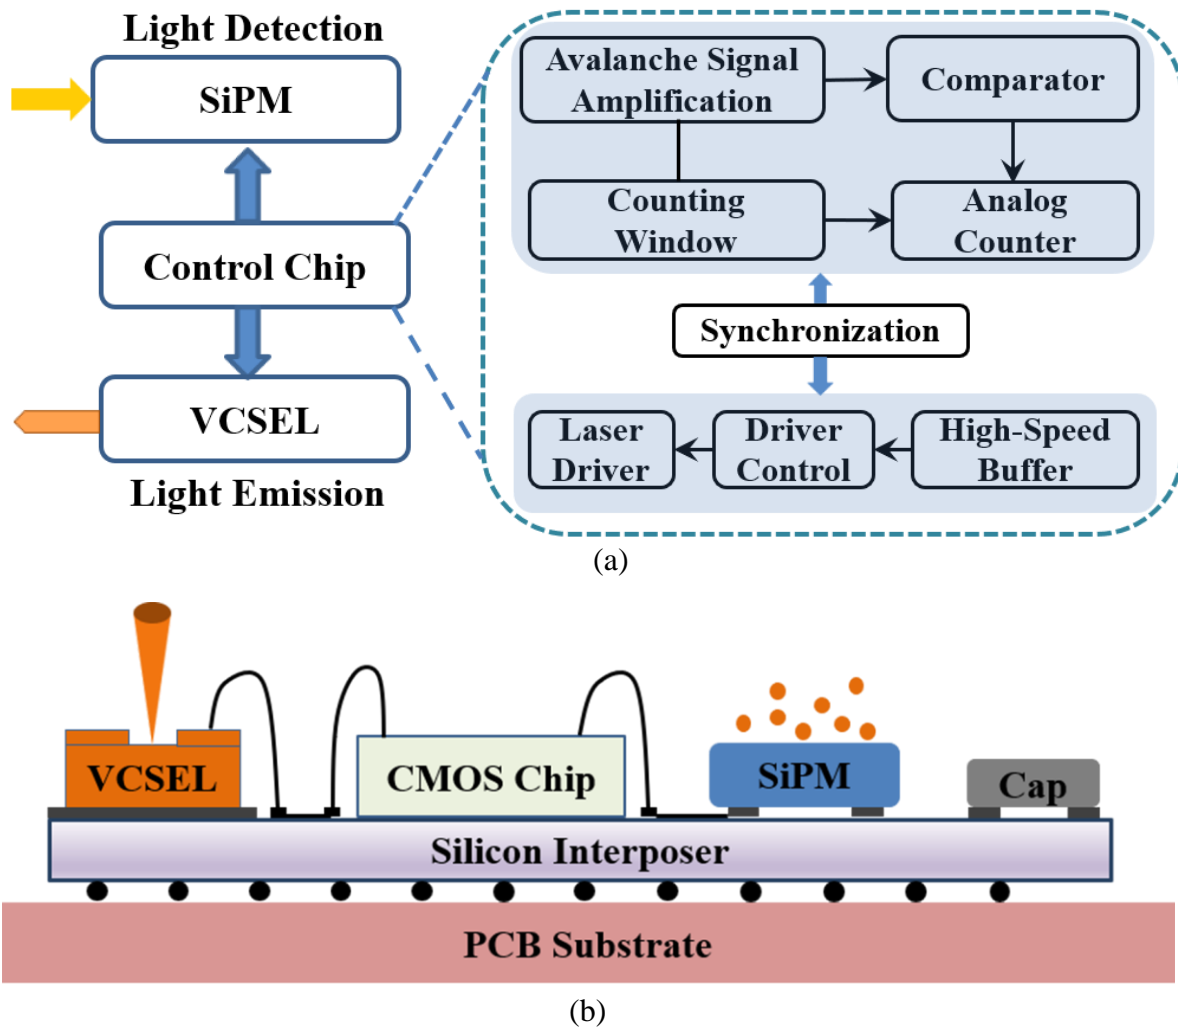 Light Detection
SiPM
Control Chip
VCSEL
Light Emission
Avalanche Signal
Amplification
Comparator
Counting
Window
Analog
Counter
Synchronization
Laser
Driver
Driver
Control
High-Speed
Buffer
(a)
VCSEL
CMOS Chip
SiPM
Cap
Silicon Interposer
PCB Substrate
(b)